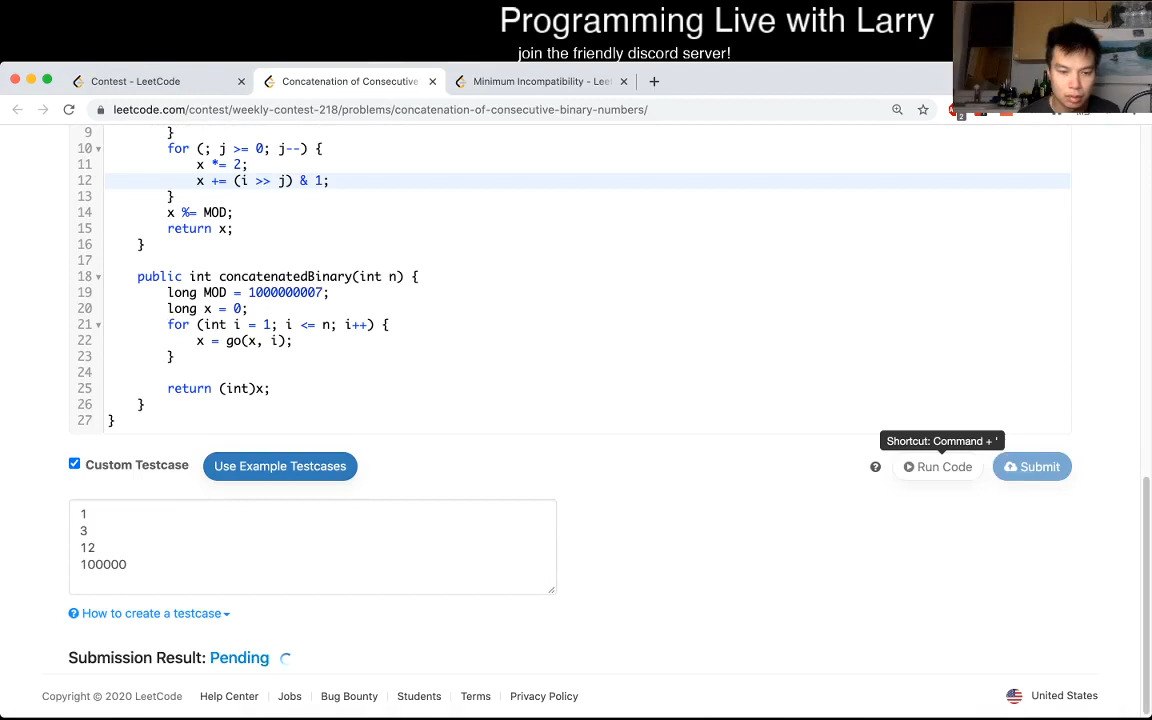 Programming Live with Larry
join the friendly discord server!
Contest - LeetCode
Concatenation of Consecutive
Minimum Incompatibility - Leet
leetcode.com/contest/weekly-contest-218/problems/concatenation-of-consecutive-binary-numbers/
2
9 }
10 for (; j >= 0; j--) {
11 x *= 2;
12 x += (i >> j) & 1;
13 }
14 x %= MOD;
15 return x;
16 }
17
18 public int concatenatedBinary(int n) {
19 long MOD = 1000000007;
20 long x = 0;
21 for (int i = 1; i <= n; i++) {
22 x = go(x, i);
23 }
24
25 return (int)x;
26 }
27 }
Shortcut: Command + '
Custom Testcase
Use Example Testcases
? Run Code
Submit
1
3
12
100000
? How to create a testcase
Submission Result: Pending
Copyright © 2020 LeetCode Help Center Jobs Bug Bounty Students Terms Privacy Policy United States